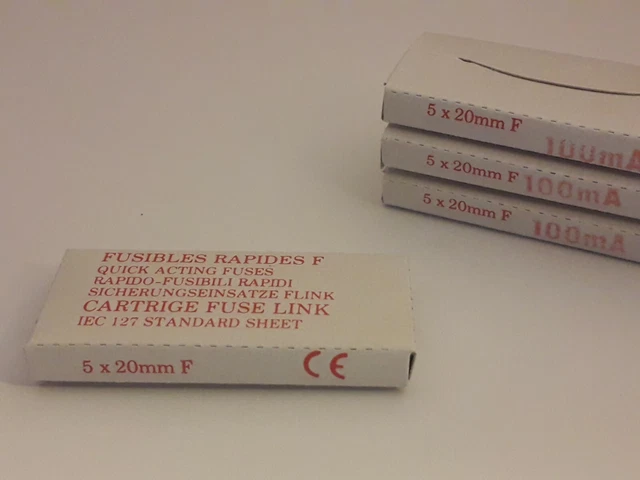 5 x 20mm F 100mA
5 x 20mm F 100mA
5 x 20mm F 100mA
FUSIBLES RAPIDES F
QUICK ACTING FUSES
RAPIDO-FUSIBILI RAPIDI
SICHERUNGSEINSATZE FLINK
CARTRIGE FUSE LINK
IEC 127 STANDARD SHEET
5 x 20mm F CE